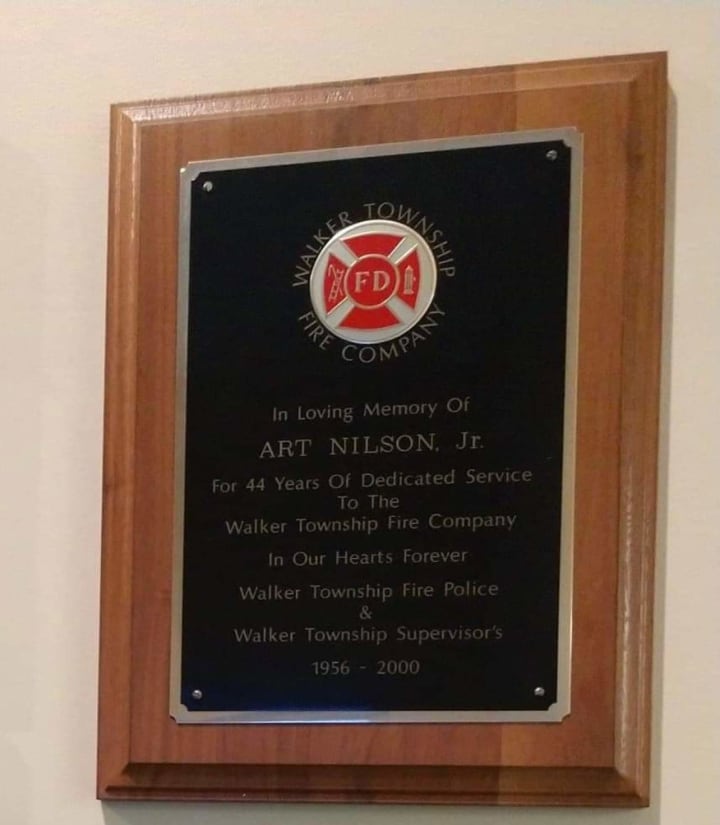 WALKER TOWNSHIP
FD
FIRE COMPANY
In Loving Memory Of
ART NILSON, Jr.
For 44 Years Of Dedicated Service
To The
Walker Township Fire Company
In Our Hearts Forever
Walker Township Fire Police
&
Walker Township Supervisor's
1956 - 2000